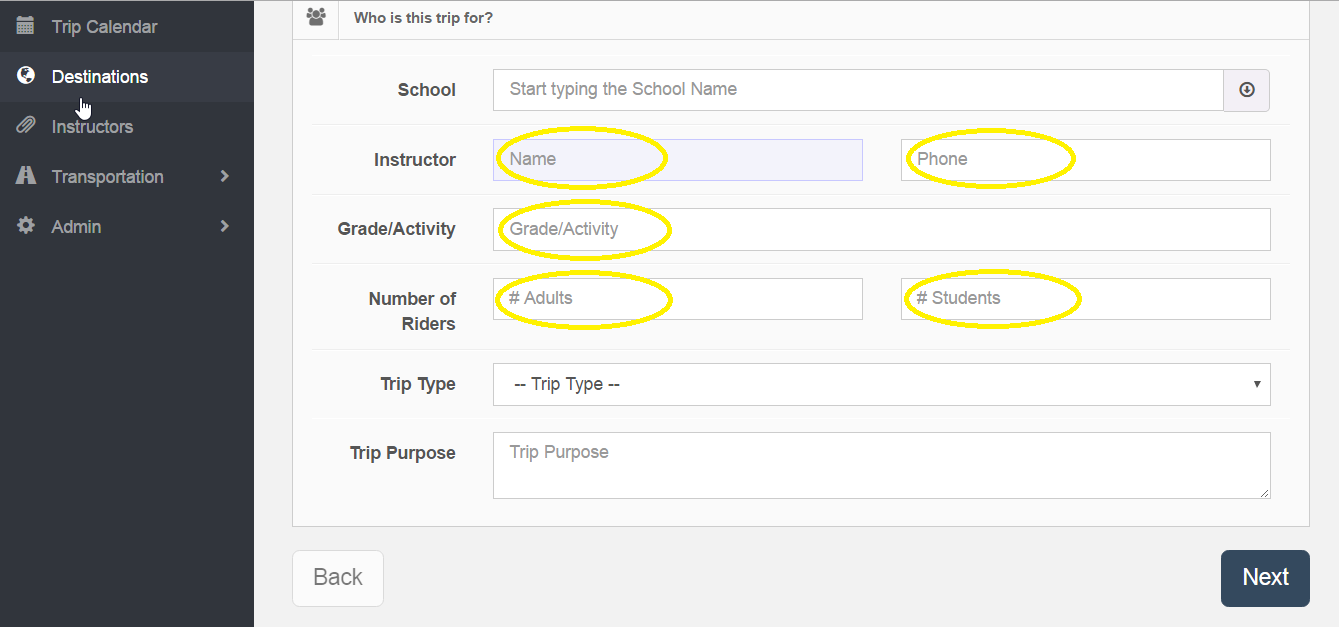 Trip Calendar
Destinations
Instructors
Transportation
Admin
Who is this trip for?
School
Start typing the School Name
Instructor
Name
Phone
Grade/Activity
Grade/Activity
Number of
Riders
# Adults
# Students
Trip Type
-- Trip Type --
Trip Purpose
Trip Purpose
Back
Next